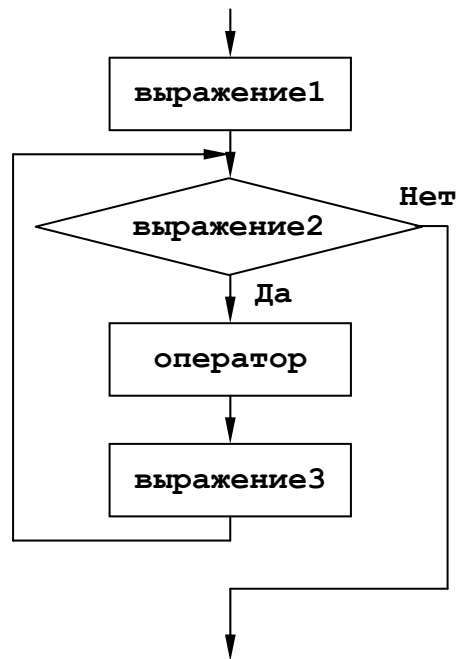 выражение1
Нет
выражение2
Да
оператор
выражение3